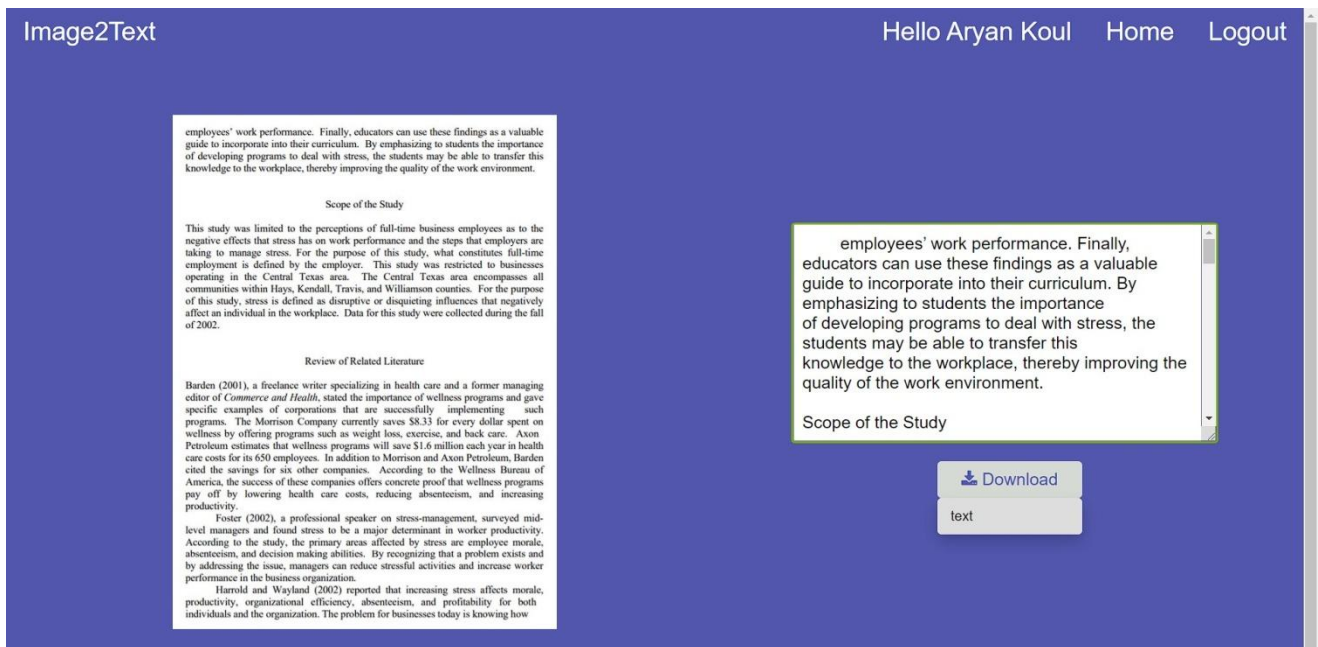 Image2Text
Hello Aryan Koul Home Logout
employees' work performance. Finally, educators can use these findings as a valuable
guide to incorporate into their curriculum. By emphasizing to students the importance
of developing programs to deal with stress, the students may be able to transfer this
knowledge to the workplace, thereby improving the quality of the work environment.
Scope of the Study
This study was limited to the perceptions of full-time business employees as to the
negative effects that stress has on work performance and the steps that employers are
taking to manage stress. For the purpose of this study, what constitutes full-time
employment is defined by the employer. This study was restricted to businesses
operating in the Central Texas area. The Central Texas area encompasses all
communities within Hays, Kendall, Travis, and Williamson counties. For the purpose
of this study, stress is defined as disruptive or disquieting influences that negatively
affect an individual in the workplace. Data for this study were collected during the fall
of 2002.
Review of Related Literature
Barden (2001), a freelance writer specializing in health care and a former managing
editor of Commerce and Health, stated the importance of wellness programs and gave
specific examples of corporations that are successfully implementing such
programs. The Morrison Company currently saves $8.33 for every dollar spent on
wellness by offering programs such as weight loss, exercise, and back care. Axon
Petroleum estimates that wellness programs will save $1.6 million each year in health
care costs for its 650 employees. In addition to Morrison and Axon Petroleum, Barden
cited the savings for six other companies. According to the Wellness Bureau of
America, the success of these companies offers concrete proof that wellness programs
pay off by lowering health care costs, reducing absenteeism, and increasing
productivity.
Foster (2002), a professional speaker on stress-management, surveyed mid-
level managers and found stress to be a major determinant in worker productivity.
According to the study, the primary areas affected by stress are employee morale,
absenteeism, and decision making abilities. By recognizing that a problem exists and
by addressing the issue, managers can reduce stressful activities and increase worker
performance in the business organization.
Harrold and Wayland (2002) reported that increasing stress affects morale,
productivity, organizational efficiency, absenteeism, and profitability for both
individuals and the organization. The problem for businesses today is knowing how
employees' work performance. Finally,
educators can use these findings as a valuable
guide to incorporate into their curriculum. By
emphasizing to students the importance
of developing programs to deal with stress, the
students may be able to transfer this
knowledge to the workplace, thereby improving the
quality of the work environment.
Scope of the Study
Download
text